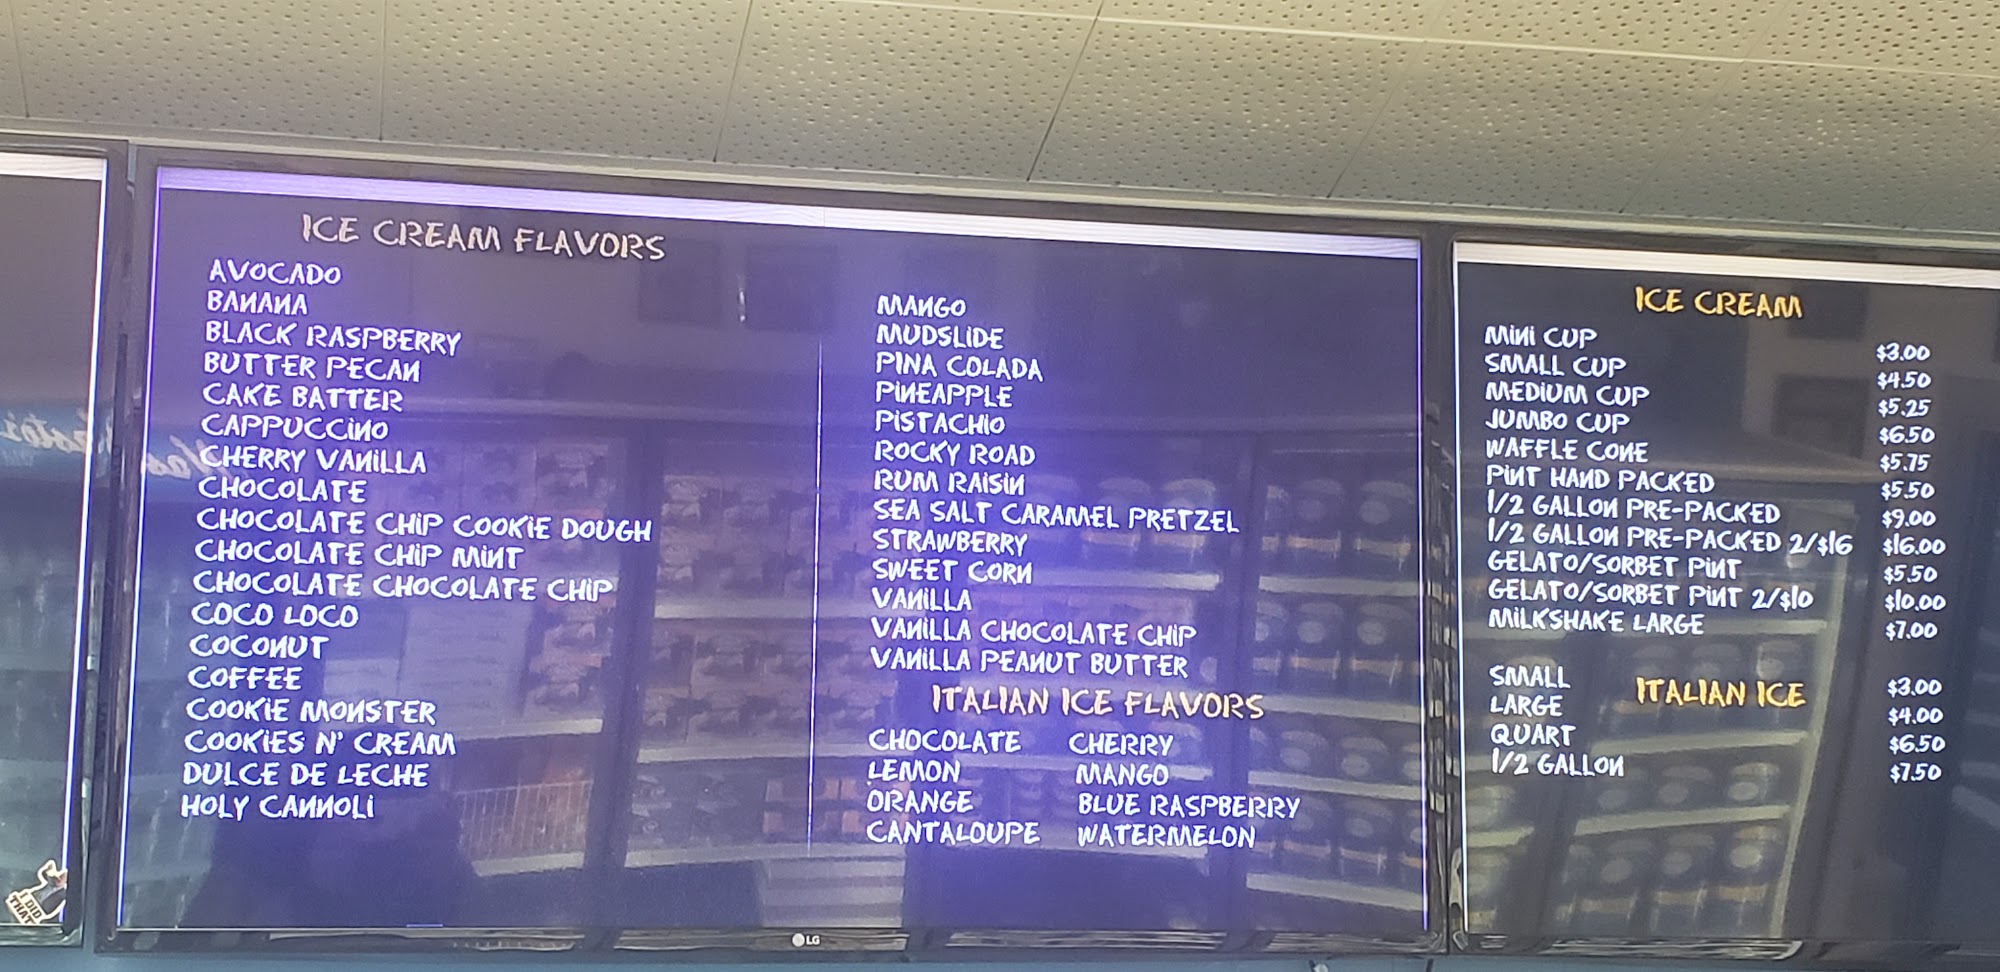 ICE CREAM FLAVORS
AVOCADO
BANANA
BLACK RASPBERRY
BUTTER PECAN
CAKE BATTER
CAPPUCCINO
CHERRY VANILLA
CHOCOLATE
CHOCOLATE CHIP COOKIE DOUGH
CHOCOLATE CHIP MINT
CHOCOLATE CHOCOLATE CHIP
COCO LOCO
COCONUT
COFFEE
COOKIE MONSTER
COOKIES N' CREAM
DULCE DE LECHE
HOLY CANNOLI
MANGO
MUDSLIDE
PINA COLADA
PINEAPPLE
PISTACHIO
ROCKY ROAD
RUM RAISIN
SEA SALT CARAMEL PRETZEL
STRAWBERRY
SWEET CORN
VANILLA
VANILLA CHOCOLATE CHIP
VANILLA PEANUT BUTTER
ITALIAN ICE FLAVORS
CHOCOLATE CHERRY
LEMON MANGO
ORANGE BLUE RASPBERRY
CANTALOUPE WATERMELON
ICE CREAM
MINI CUP $3.00
SMALL CUP $4.50
MEDIUM CUP $5.25
JUMBO CUP $6.50
WAFFLE CONE $5.75
PINT HAND PACKED $5.50
1/2 GALLON PRE-PACKED $9.00
1/2 GALLON PRE-PACKED 2/$16 $16.00
GELATO/SORBET PINT $5.50
GELATO/SORBET PINT 2/$10 $10.00
MILKSHAKE LARGE $7.00
ITALIAN ICE
SMALL $3.00
LARGE $4.00
QUART $6.50
1/2 GALLON $7.50
I DID
THAT
LG